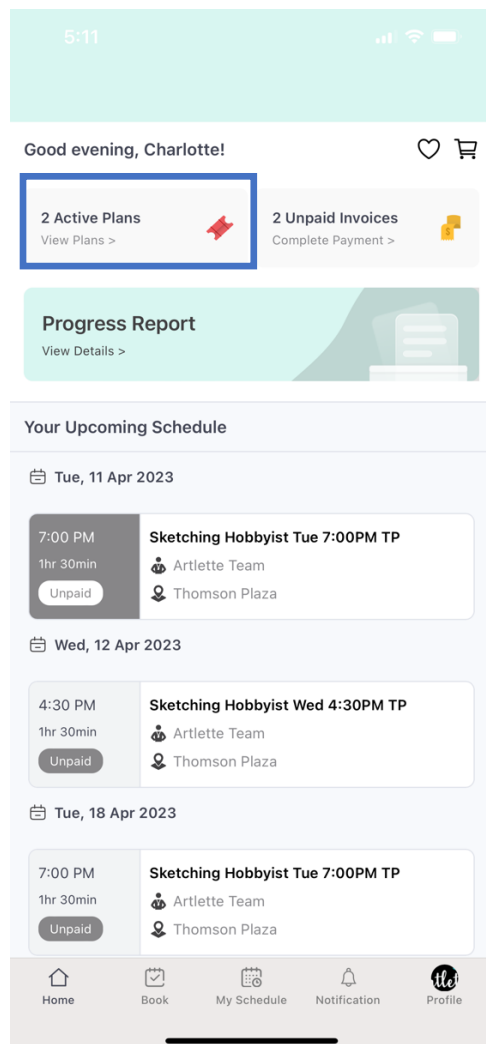 5:11
Good evening, Charlotte!
2 Active Plans
View Plans >
2 Unpaid Invoices
Complete Payment >
Progress Report
View Details >
Your Upcoming Schedule
Tue, 11 Apr 2023
7:00 PM
1hr 30min
Unpaid
Sketching Hobbyist Tue 7:00PM TP
Artlette Team
Thomson Plaza
Wed, 12 Apr 2023
4:30 PM
1hr 30min
Unpaid
Sketching Hobbyist Wed 4:30PM TP
Artlette Team
Thomson Plaza
Tue, 18 Apr 2023
7:00 PM
1hr 30min
Unpaid
Sketching Hobbyist Tue 7:00PM TP
Artlette Team
Thomson Plaza
Home
Book
My Schedule
Notification
Profile